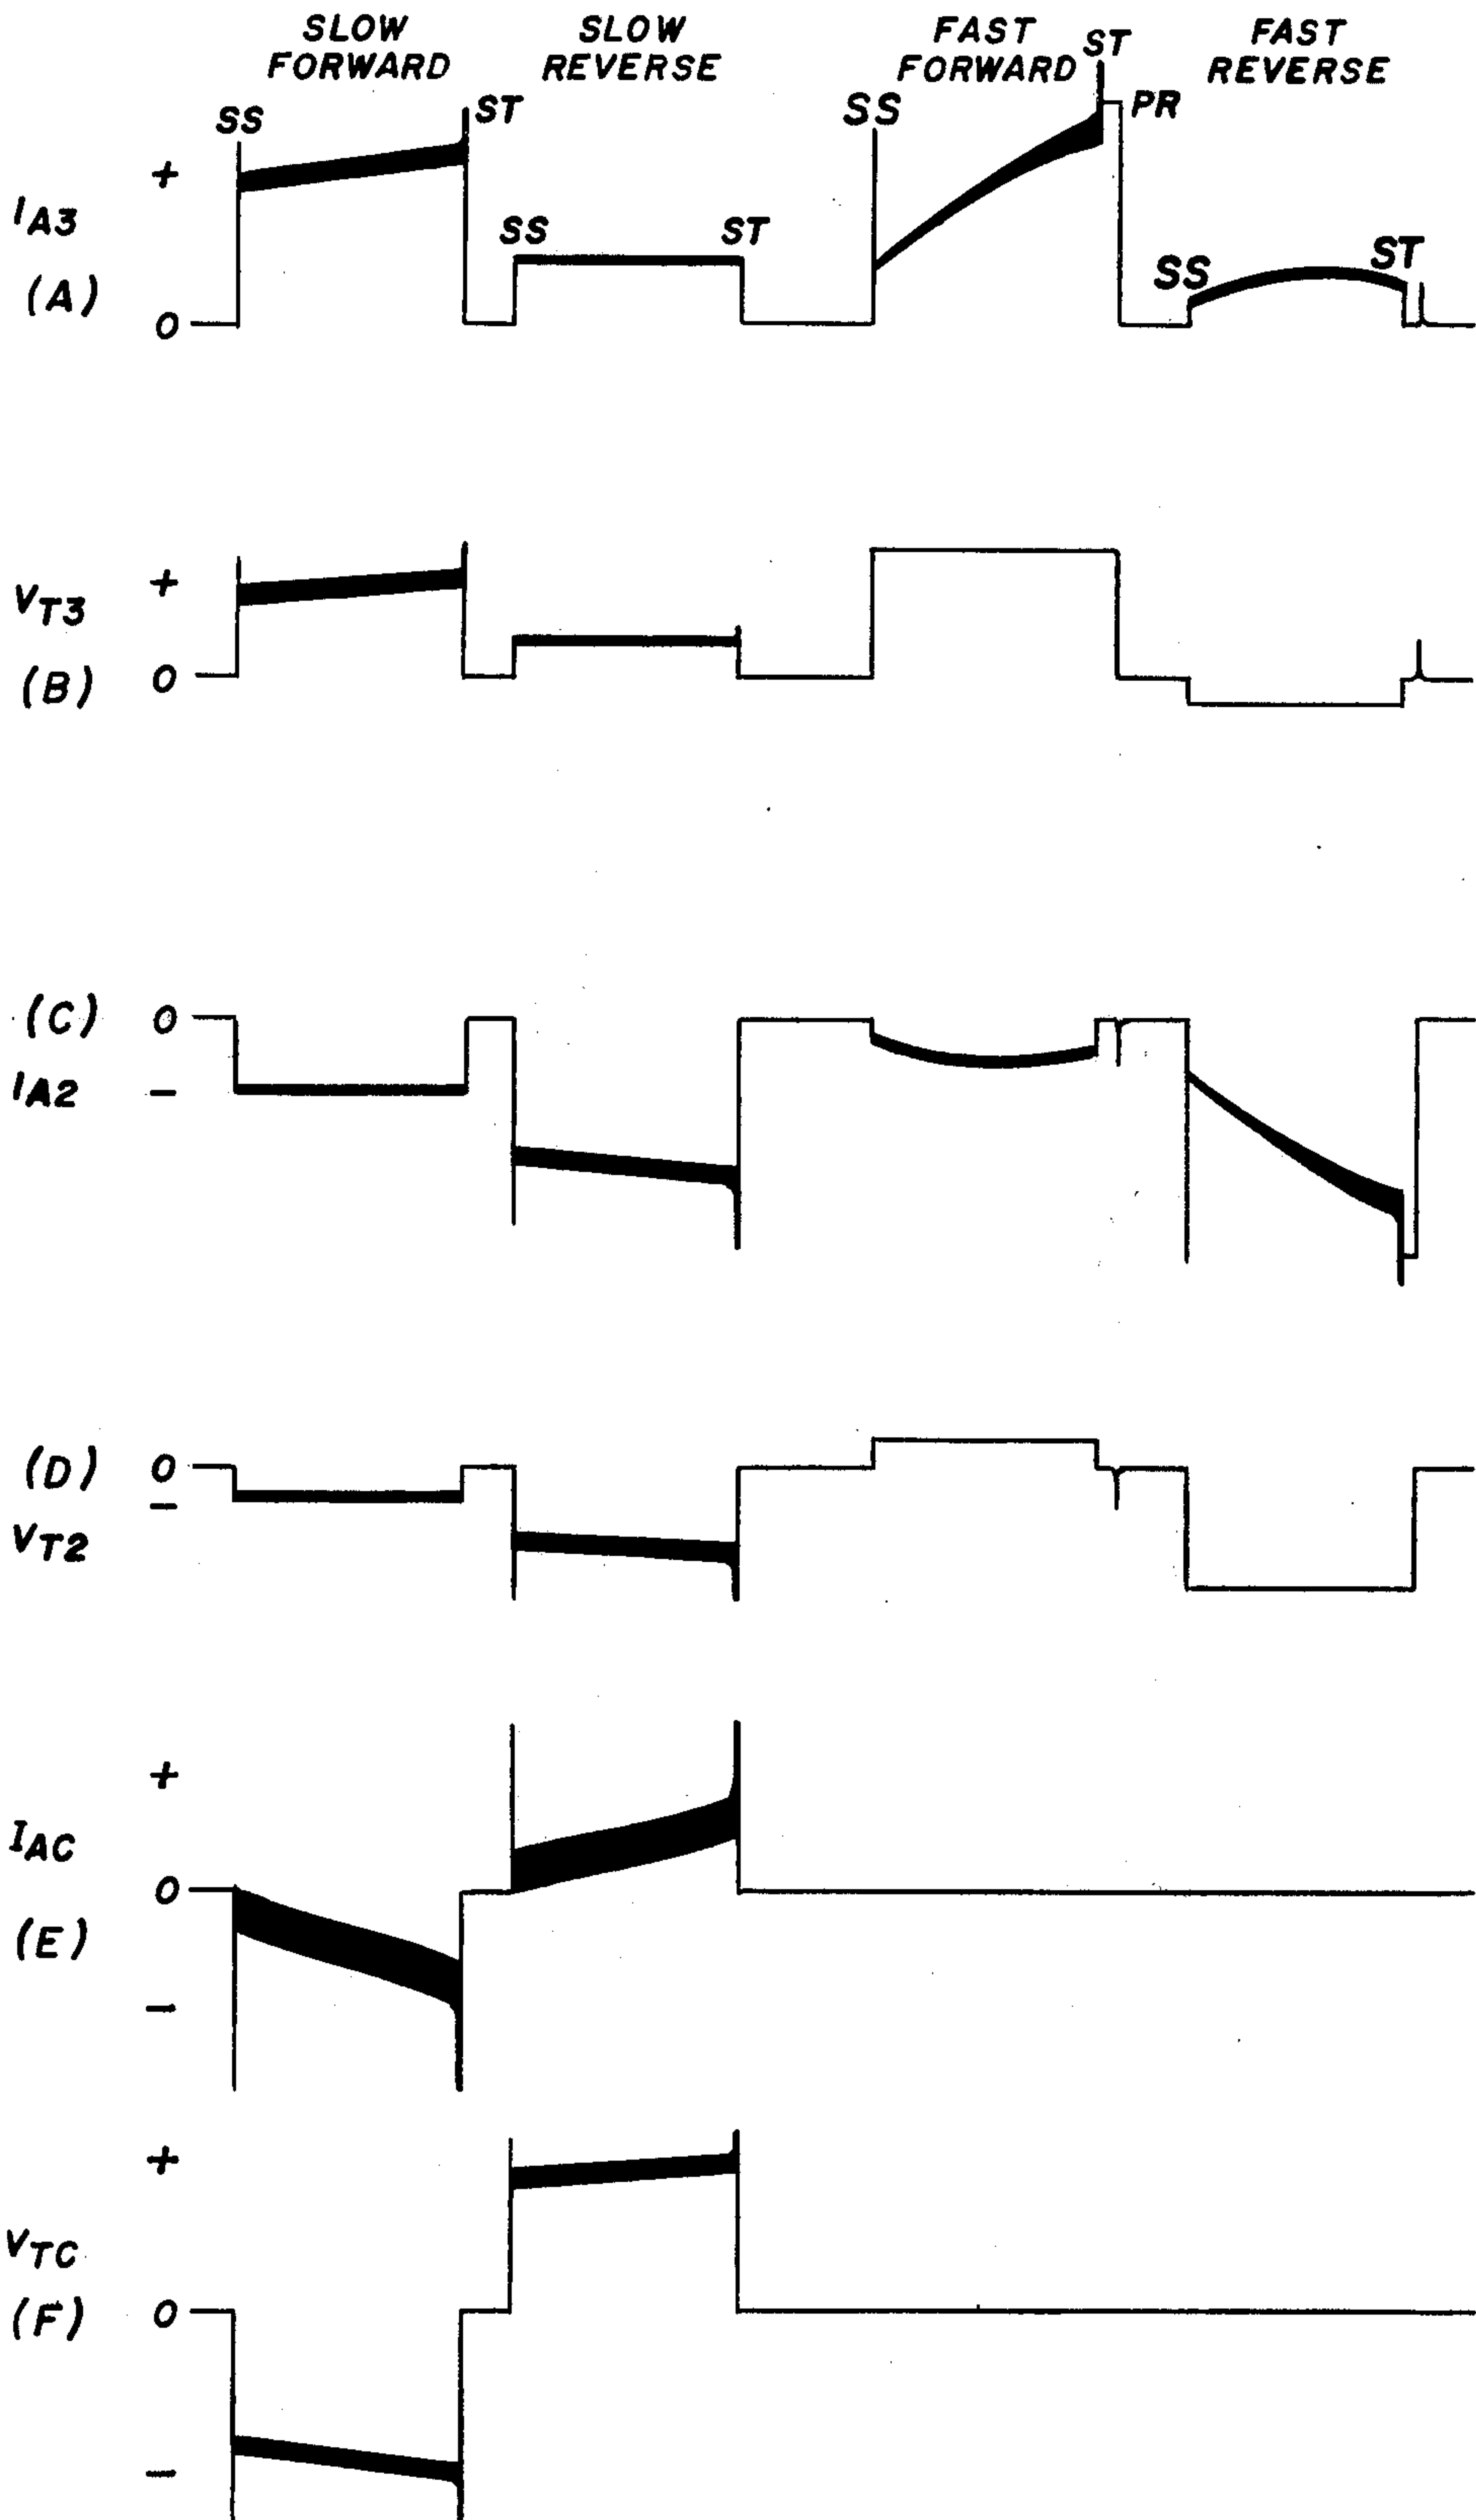 SLOW FORWARD
SLOW REVERSE
FAST FORWARD
FAST REVERSE
SS
ST
SS
ST
SS
ST
PR
SS
ST
+
IA3
(A)
0
+
VT3
(B)
0
(C)
0
IA2
−
(D)
0
−
VT2
+
IAC
0
(E)
−
+
VTC
(F)
0
−